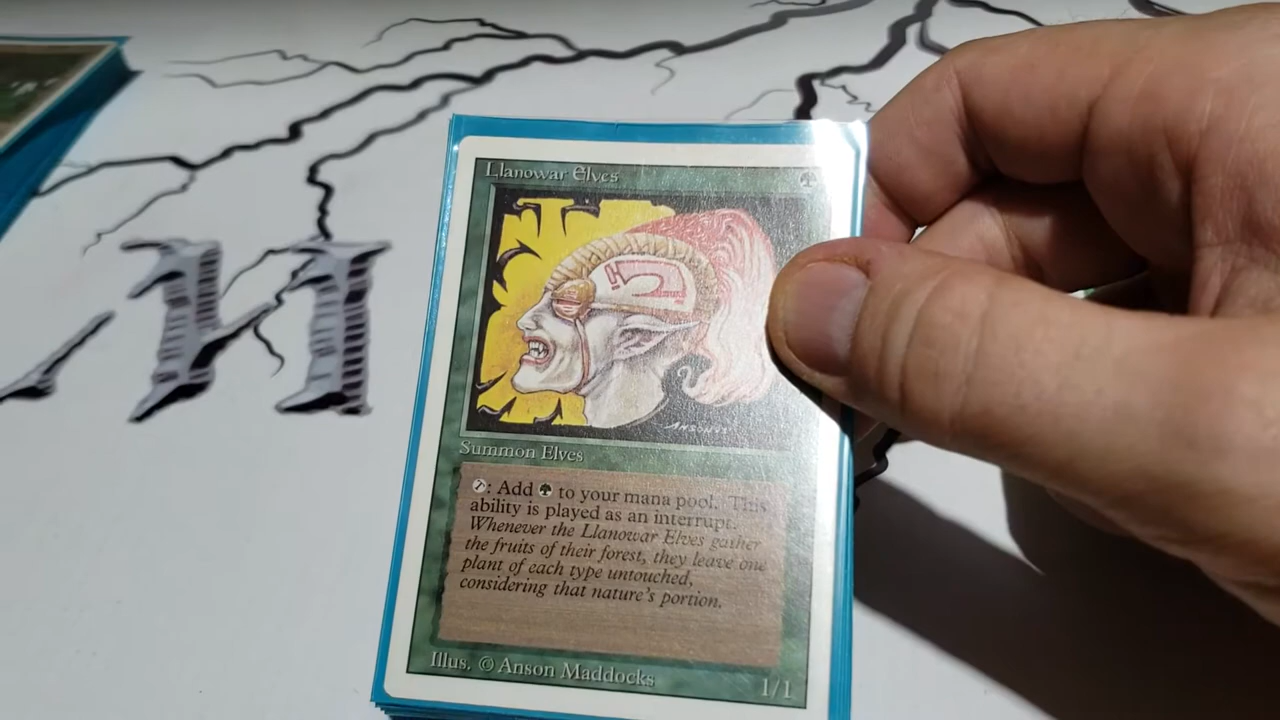 Llanowar Elves
ANSON
Summon Elves
T: Add to your mana pool. This
ability is played as an interrupt.
Whenever the Llanowar Elves gather
the fruits of their forest, they leave one
plant of each type untouched,
considering that nature's portion.
Illus. © Anson Maddocks
1/1